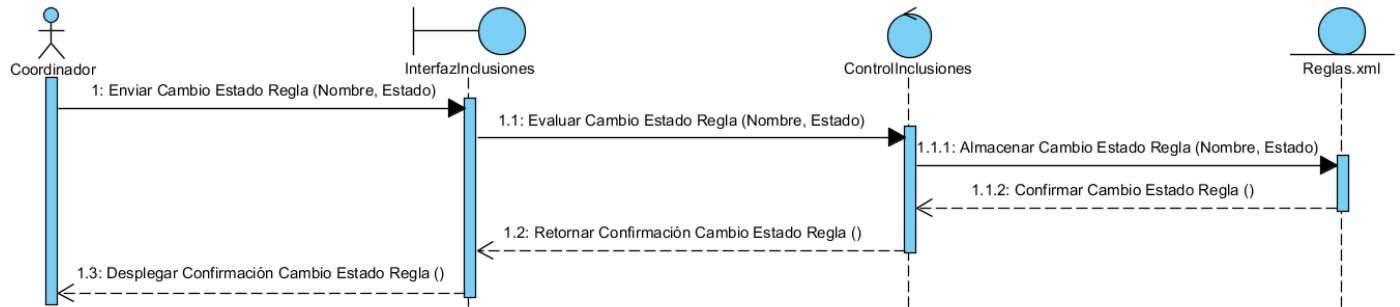 Coordinador
InterfazInclusiones
ControlInclusiones
Reglas.xml
1: Enviar Cambio Estado Regla (Nombre, Estado)
1.1: Evaluar Cambio Estado Regla (Nombre, Estado)
1.1.1: Almacenar Cambio Estado Regla (Nombre, Estado)
1.1.2: Confirmar Cambio Estado Regla ()
1.2: Retornar Confirmación Cambio Estado Regla ()
1.3: Desplegar Confirmación Cambio Estado Regla ()